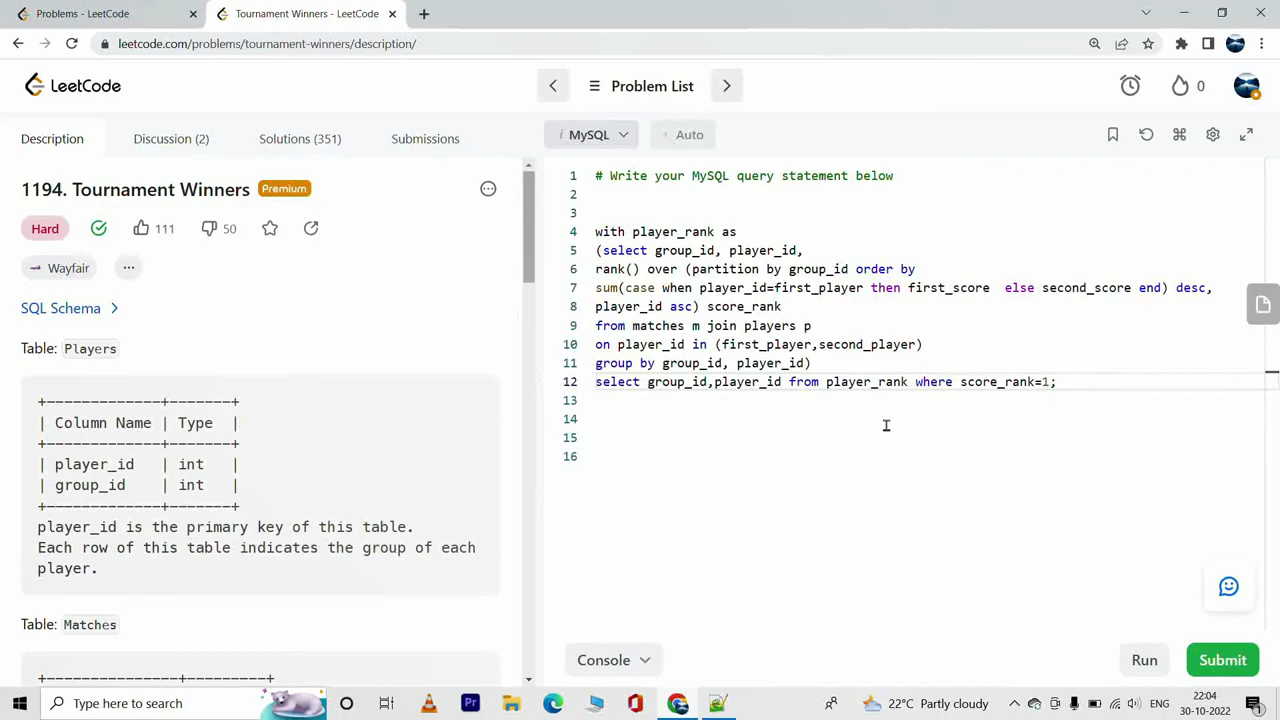 Problems - LeetCode
Tournament Winners - LeetCode
leetcode.com/problems/tournament-winners/description/
LeetCode
Problem List
0
Description
Discussion (2)
Solutions (351)
Submissions
i MySQL
Auto
1194. Tournament Winners
Premium
Hard
111
50
Wayfair
SQL Schema
Table: Players
+-------------+-------+
| Column Name | Type  |
+-------------+-------+
| player_id   | int   |
| group_id    | int   |
+-------------+-------+
player_id is the primary key of this table.
Each row of this table indicates the group of each
player.
Table: Matches
+---------------+---------+
1 # Write your MySQL query statement below
2
3
4 with player_rank as
5 (select group_id, player_id,
6 rank() over (partition by group_id order by
7 sum(case when player_id=first_player then first_score  else second_score end) desc,
8 player_id asc) score_rank
9 from matches m join players p
10 on player_id in (first_player,second_player)
11 group by group_id, player_id)
12 select group_id,player_id from player_rank where score_rank=1;
13
14
15
16
Console
Run
Submit
Type here to search
Pr
22°C Partly cloudy
ENG
22:04
30-10-2022